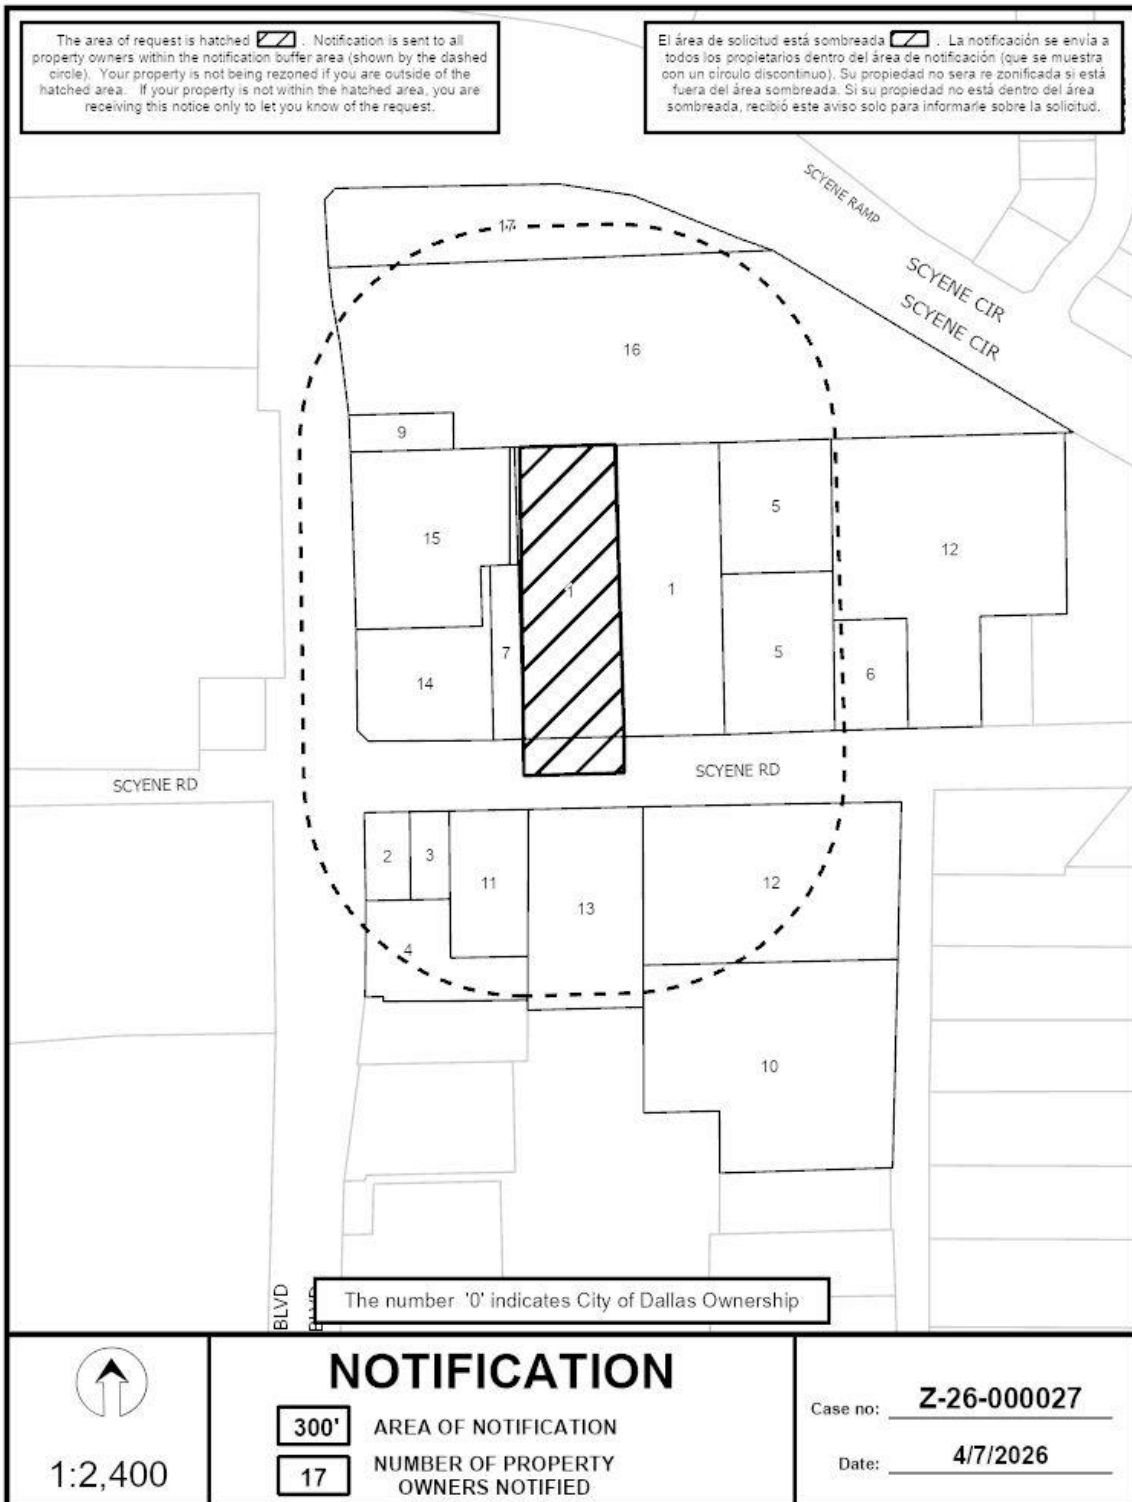 The area of request is hatched . Notification is sent to all
property owners within the notification buffer area (shown by the dashed
circle). Your property is not being rezoned if you are outside of the
hatched area. If your property is not within the hatched area, you are
receiving this notice only to let you know of the request.
El área de solicitud está sombreada . La notificación se envia a
todos los propietarios dentro del área de notificación (que se muestra
con un círculo discontinuo). Su propiedad no sera re zonificada si está
fuera del área sombreada. Si su propiedad no está dentro del área
sombreada, recibió este aviso solo para informarle sobre la solicitud.
SCYENE RAMP
17
SCYENE CIR
SCYENE CIR
16
9
5
15
12
1
1
7
5
6
14
SCYENE RD
SCYENE RD
2
3
11
12
13
4
10
BLVD
BLVD
The number '0' indicates City of Dallas Ownership
1:2,400
NOTIFICATION
300' AREA OF NOTIFICATION
17 NUMBER OF PROPERTY
OWNERS NOTIFIED
Case no: Z-26-000027
Date: 4/7/2026